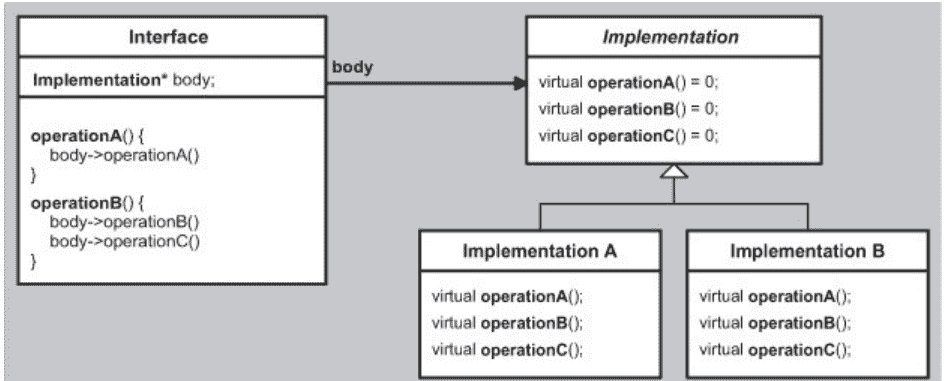 Interface
Implementation* body;
operationA() {
body->operationA()
}
operationB() {
body->operationB()
body->operationC()
}
body
Implementation
virtual operationA() = 0;
virtual operationB() = 0;
virtual operationC() = 0;
Implementation A
virtual operationA();
virtual operationB();
virtual operationC();
Implementation B
virtual operationA();
virtual operationB();
virtual operationC();